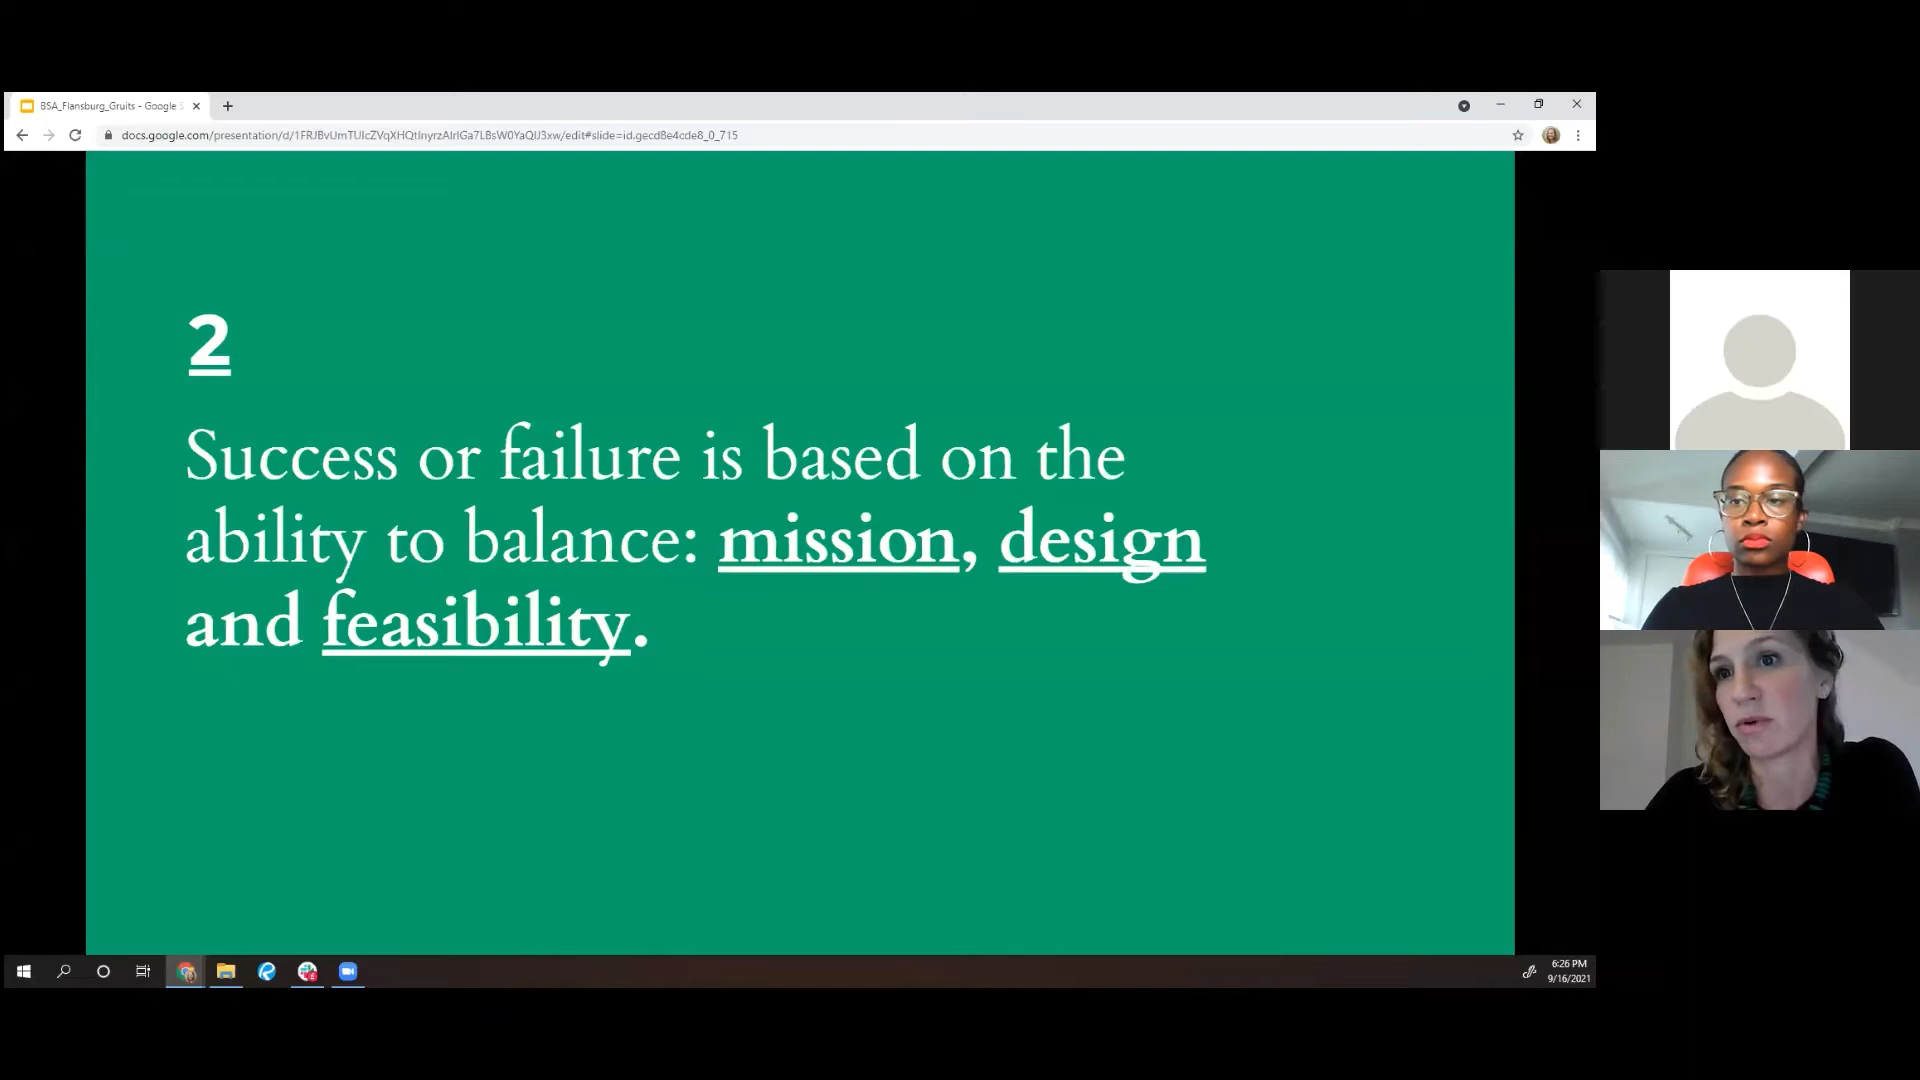 BSA_Flansburg_Gruits - Google S
docs.google.com/presentation/d/1FRJBvUmTUIcZVqXHQtInyrzAIrlGa7LBsW0YaQIJ3xw/edit#slide=id.gecd8e4cde8_0_715
2
Success or failure is based on the
ability to balance: mission, design
and feasibility.
6:26 PM
9/16/2021